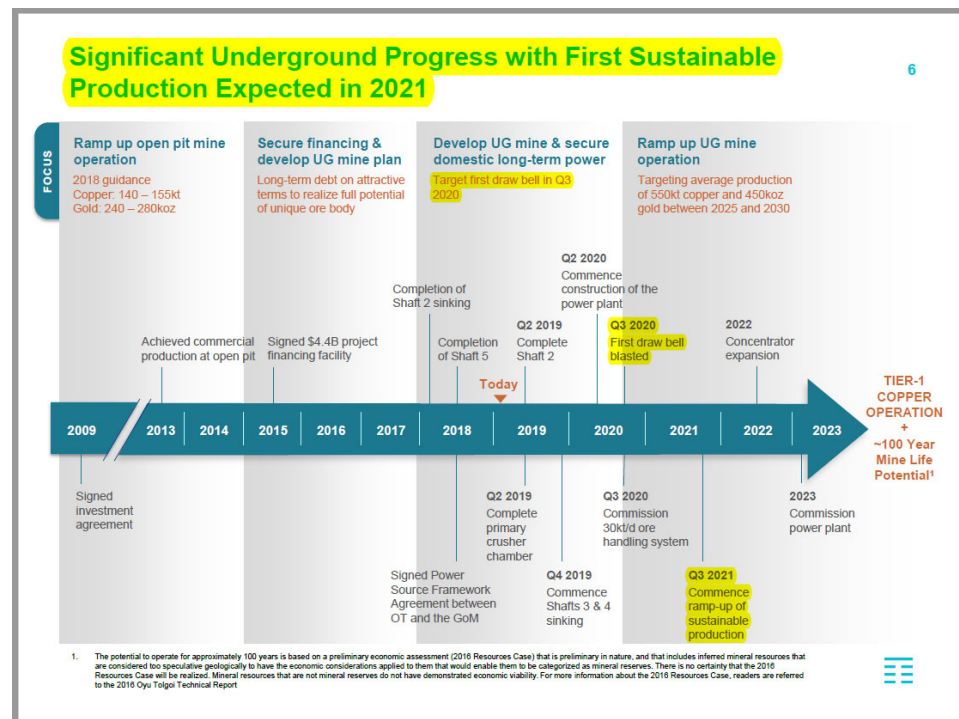 Significant Underground Progress with First Sustainable
Production Expected in 2021
6
FOCUS
Ramp up open pit mine
operation
2018 guidance
Copper: 140 – 155kt
Gold: 240 – 280koz
Secure financing &
develop UG mine plan
Long-term debt on attractive
terms to realize full potential
of unique ore body
Develop UG mine & secure
domestic long-term power
Target first draw bell in Q3
2020
Ramp up UG mine
operation
Targeting average production
of 550kt copper and 450koz
gold between 2025 and 2030
Achieved commercial
production at open pit
Signed $4.4B project
financing facility
Completion of
Shaft 2 sinking
Completion
of Shaft 5
Today
Q2 2019
Complete
Shaft 2
Q2 2020
Commence
construction of the
power plant
Q3 2020
First draw bell
blasted
2022
Concentrator
expansion
2009
2013
2014
2015
2016
2017
2018
2019
2020
2021
2022
2023
TIER-1
COPPER
OPERATION
+
~100 Year
Mine Life
Potential¹
Signed
investment
agreement
Signed Power
Source Framework
Agreement between
OT and the GoM
Q2 2019
Complete
primary
crusher
chamber
Q4 2019
Commence
Shafts 3 & 4
sinking
Q3 2020
Commission
30kt/d ore
handling system
Q3 2021
Commence
ramp-up of
sustainable
production
2023
Commission
power plant
1. The potential to operate for approximately 100 years is based on a preliminary economic assessment (2016 Resources Case) that is preliminary in nature, and that includes inferred mineral resources that
are considered too speculative geologically to have the economic considerations applied to them that would enable them to be categorized as mineral reserves. There is no certainty that the 2016
Resources Case will be realized. Mineral resources that are not mineral reserves do not have demonstrated economic viability. For more information about the 2016 Resources Case, readers are referred
to the 2016 Oyu Tolgoi Technical Report